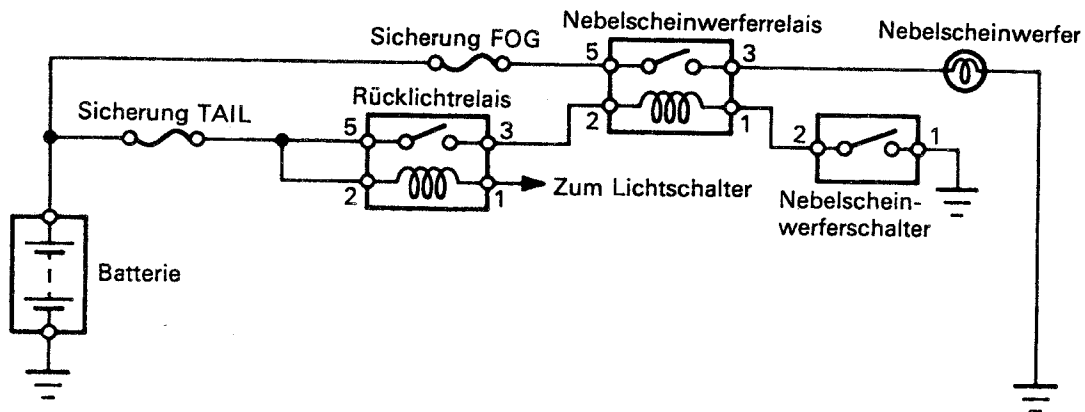 Nebelscheinwerferrelais
Nebelscheinwerfer
Sicherung FOG
5
3
Sicherung TAIL
Rücklichtrelais
2
1
5
3
2
1
2
1
Zum Lichtschalter
Nebelschein-
werferschalter
Batterie